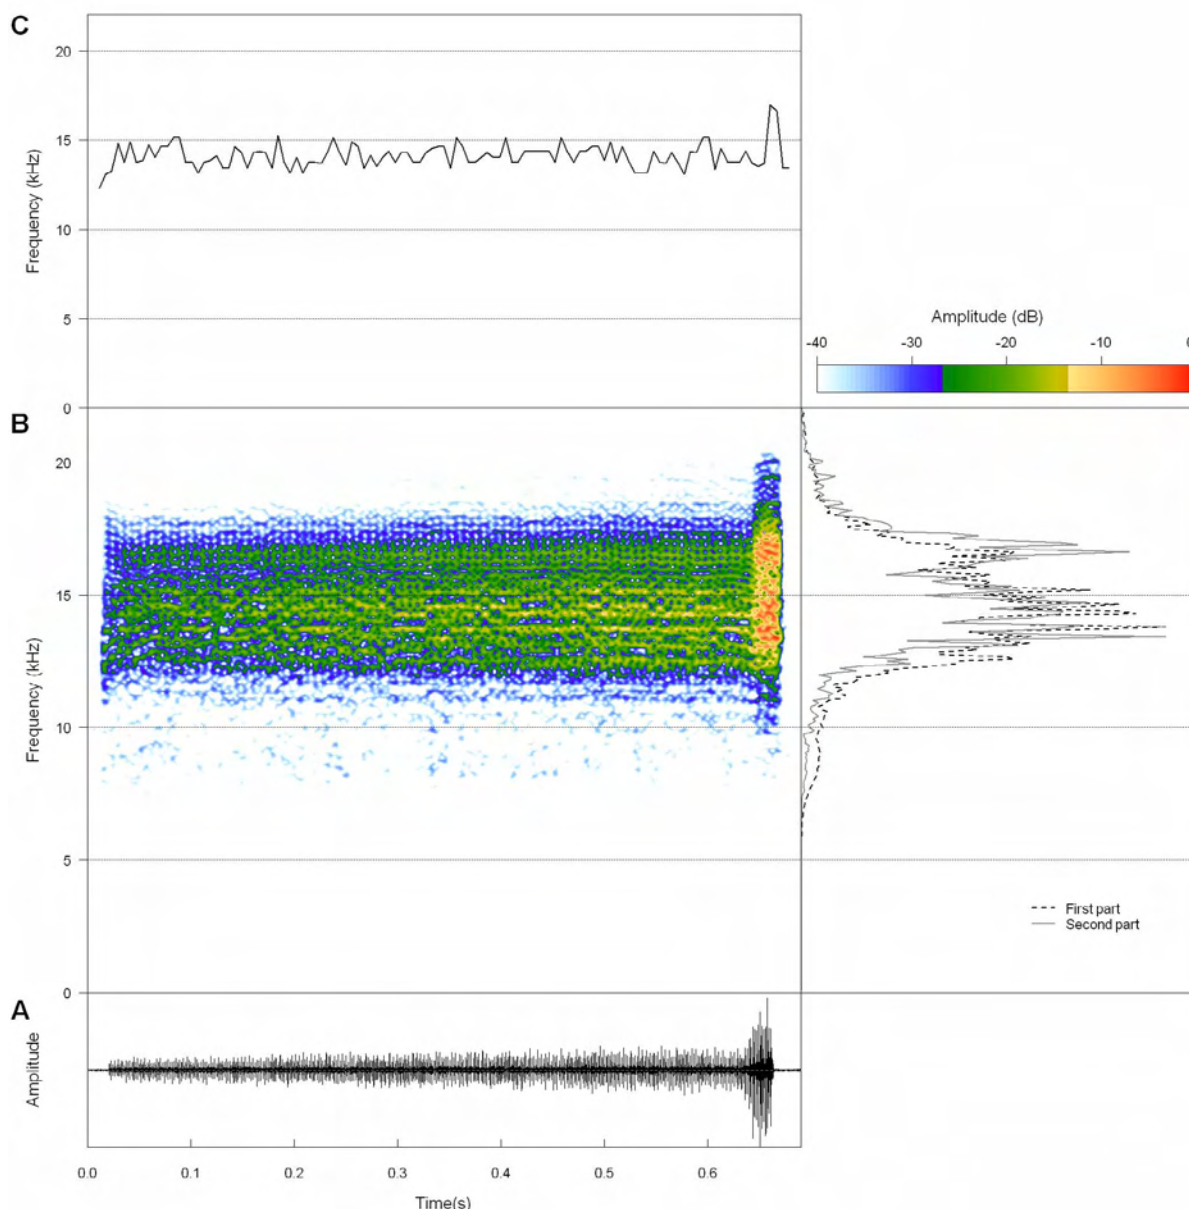 C
20
15
10
5
0
Frequency (kHz)
Amplitude (dB)
-40 -30 -20 -10 0
B
20
15
10
5
0
Frequency (kHz)
First part
Second part
A
Amplitude
0.0 0.1 0.2 0.3 0.4 0.5 0.6
Time(s)